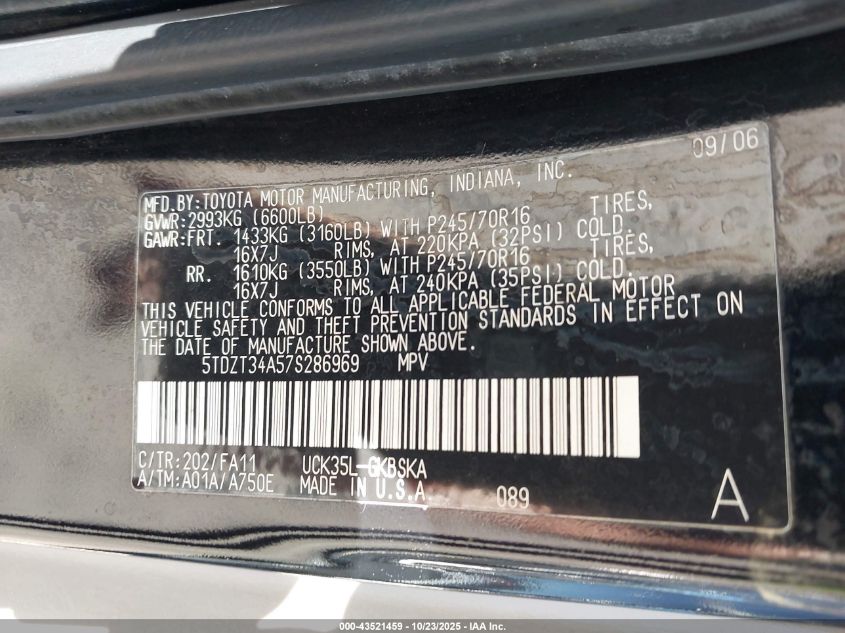 09/06
MFD.BY:TOYOTA MOTOR MANUFACTURING, INDIANA, INC.
GVWR:2993KG (6600LB)
GAWR:FRT. 1433KG (3160LB) WITH P245/70R16 TIRES,
16X7J RIMS, AT 220KPA (32PSI) COLD.
RR. 1610KG (3550LB) WITH P245/70R16 TIRES,
16X7J RIMS, AT 240KPA (35PSI) COLD.
THIS VEHICLE CONFORMS TO ALL APPLICABLE FEDERAL MOTOR
VEHICLE SAFETY AND THEFT PREVENTION STANDARDS IN EFFECT ON
THE DATE OF MANUFACTURE SHOWN ABOVE.
5TDZT34A57S286969 MPV
C/TR:202/FA11 UCK35L-GKBSKA
A/TM:A01A/A750E MADE IN U.S.A. 089 A
000-43521459 - 10/23/2025 - IAA Inc.